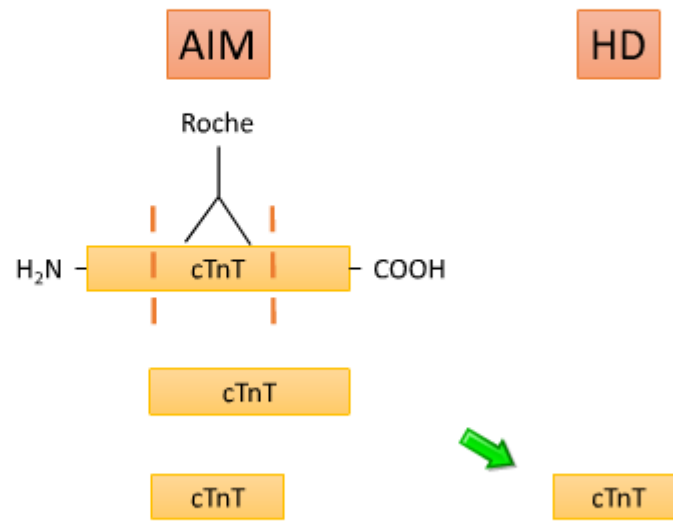 AIM
HD
Roche
H₂N
cTnT
COOH
cTnT
cTnT
cTnT